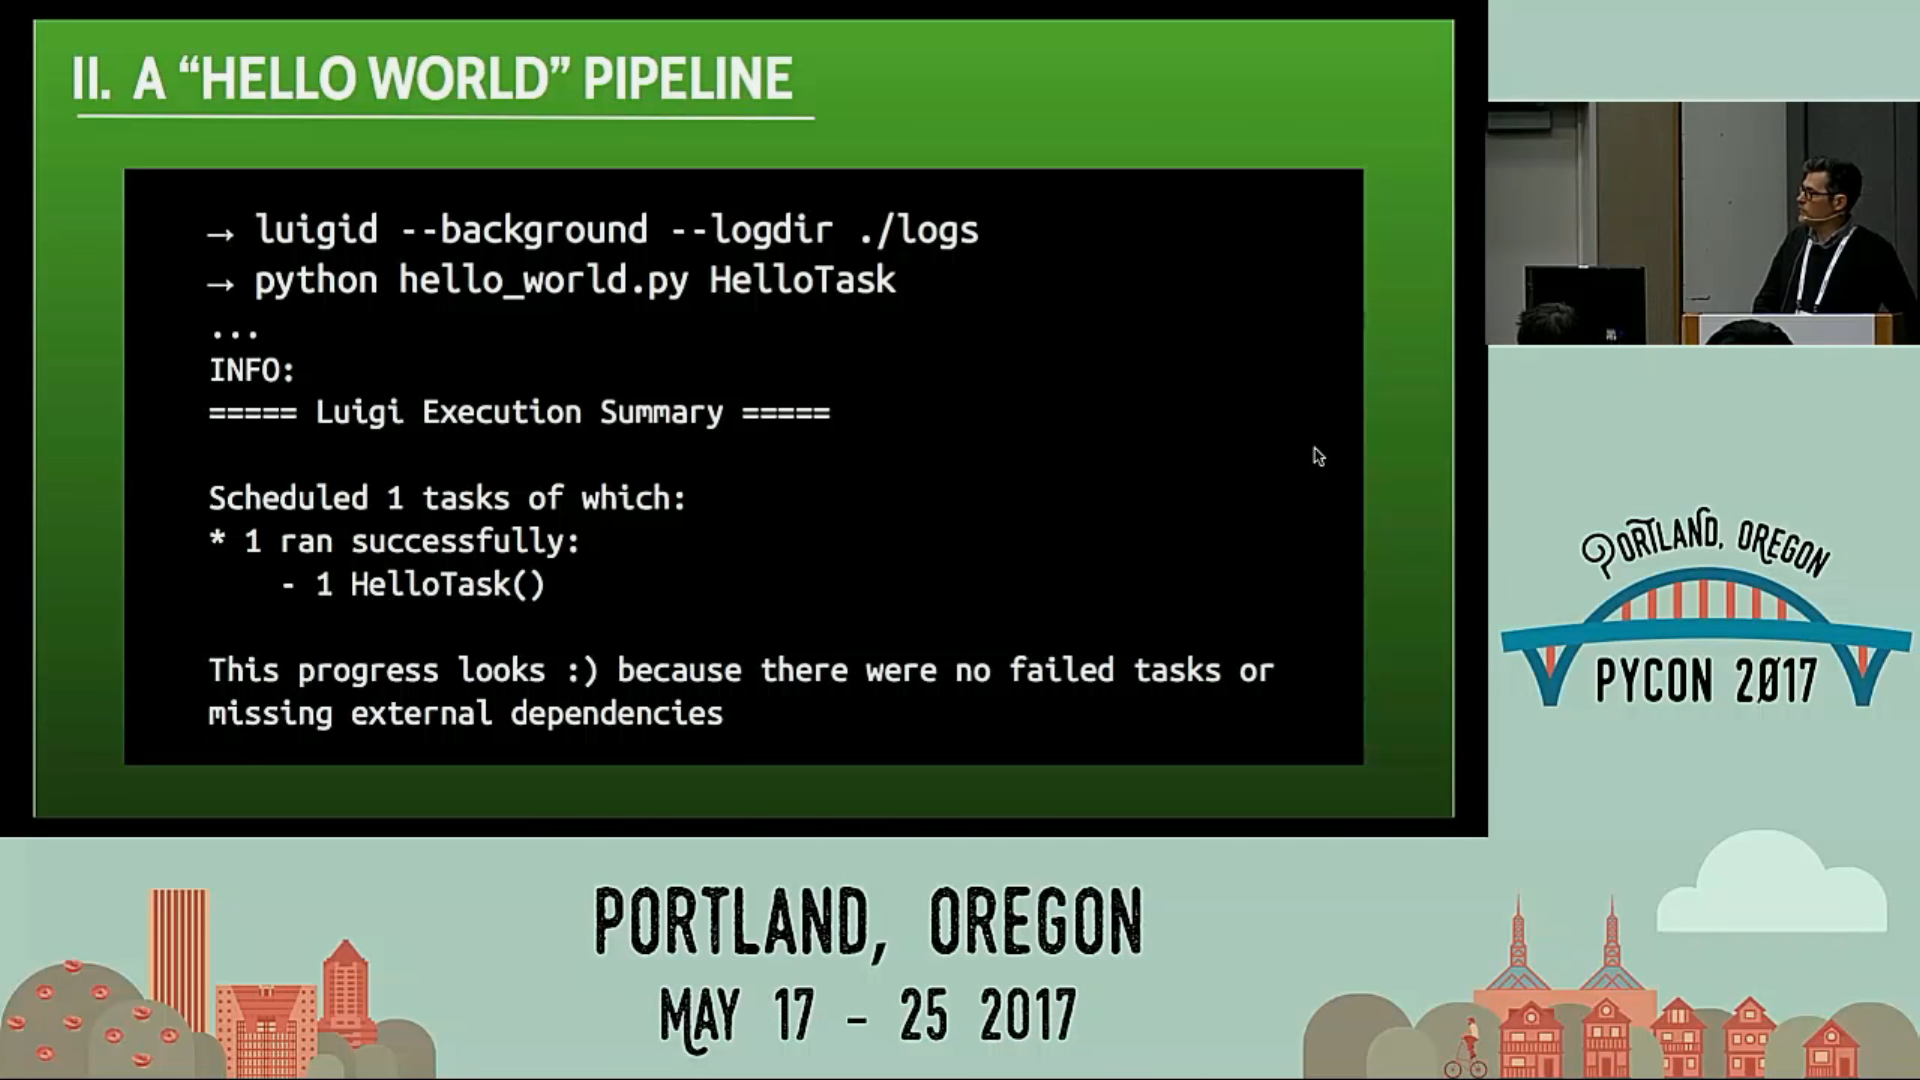 II. A “HELLO WORLD” PIPELINE
→ luigid --background --logdir ./logs
→ python hello_world.py HelloTask
...
INFO:
===== Luigi Execution Summary =====
Scheduled 1 tasks of which:
* 1 ran successfully:
- 1 HelloTask()
This progress looks :) because there were no failed tasks or
missing external dependencies
PORTLAND, OREGON
PYCON 2017
PORTLAND, OREGON
MAY 17 - 25 2017